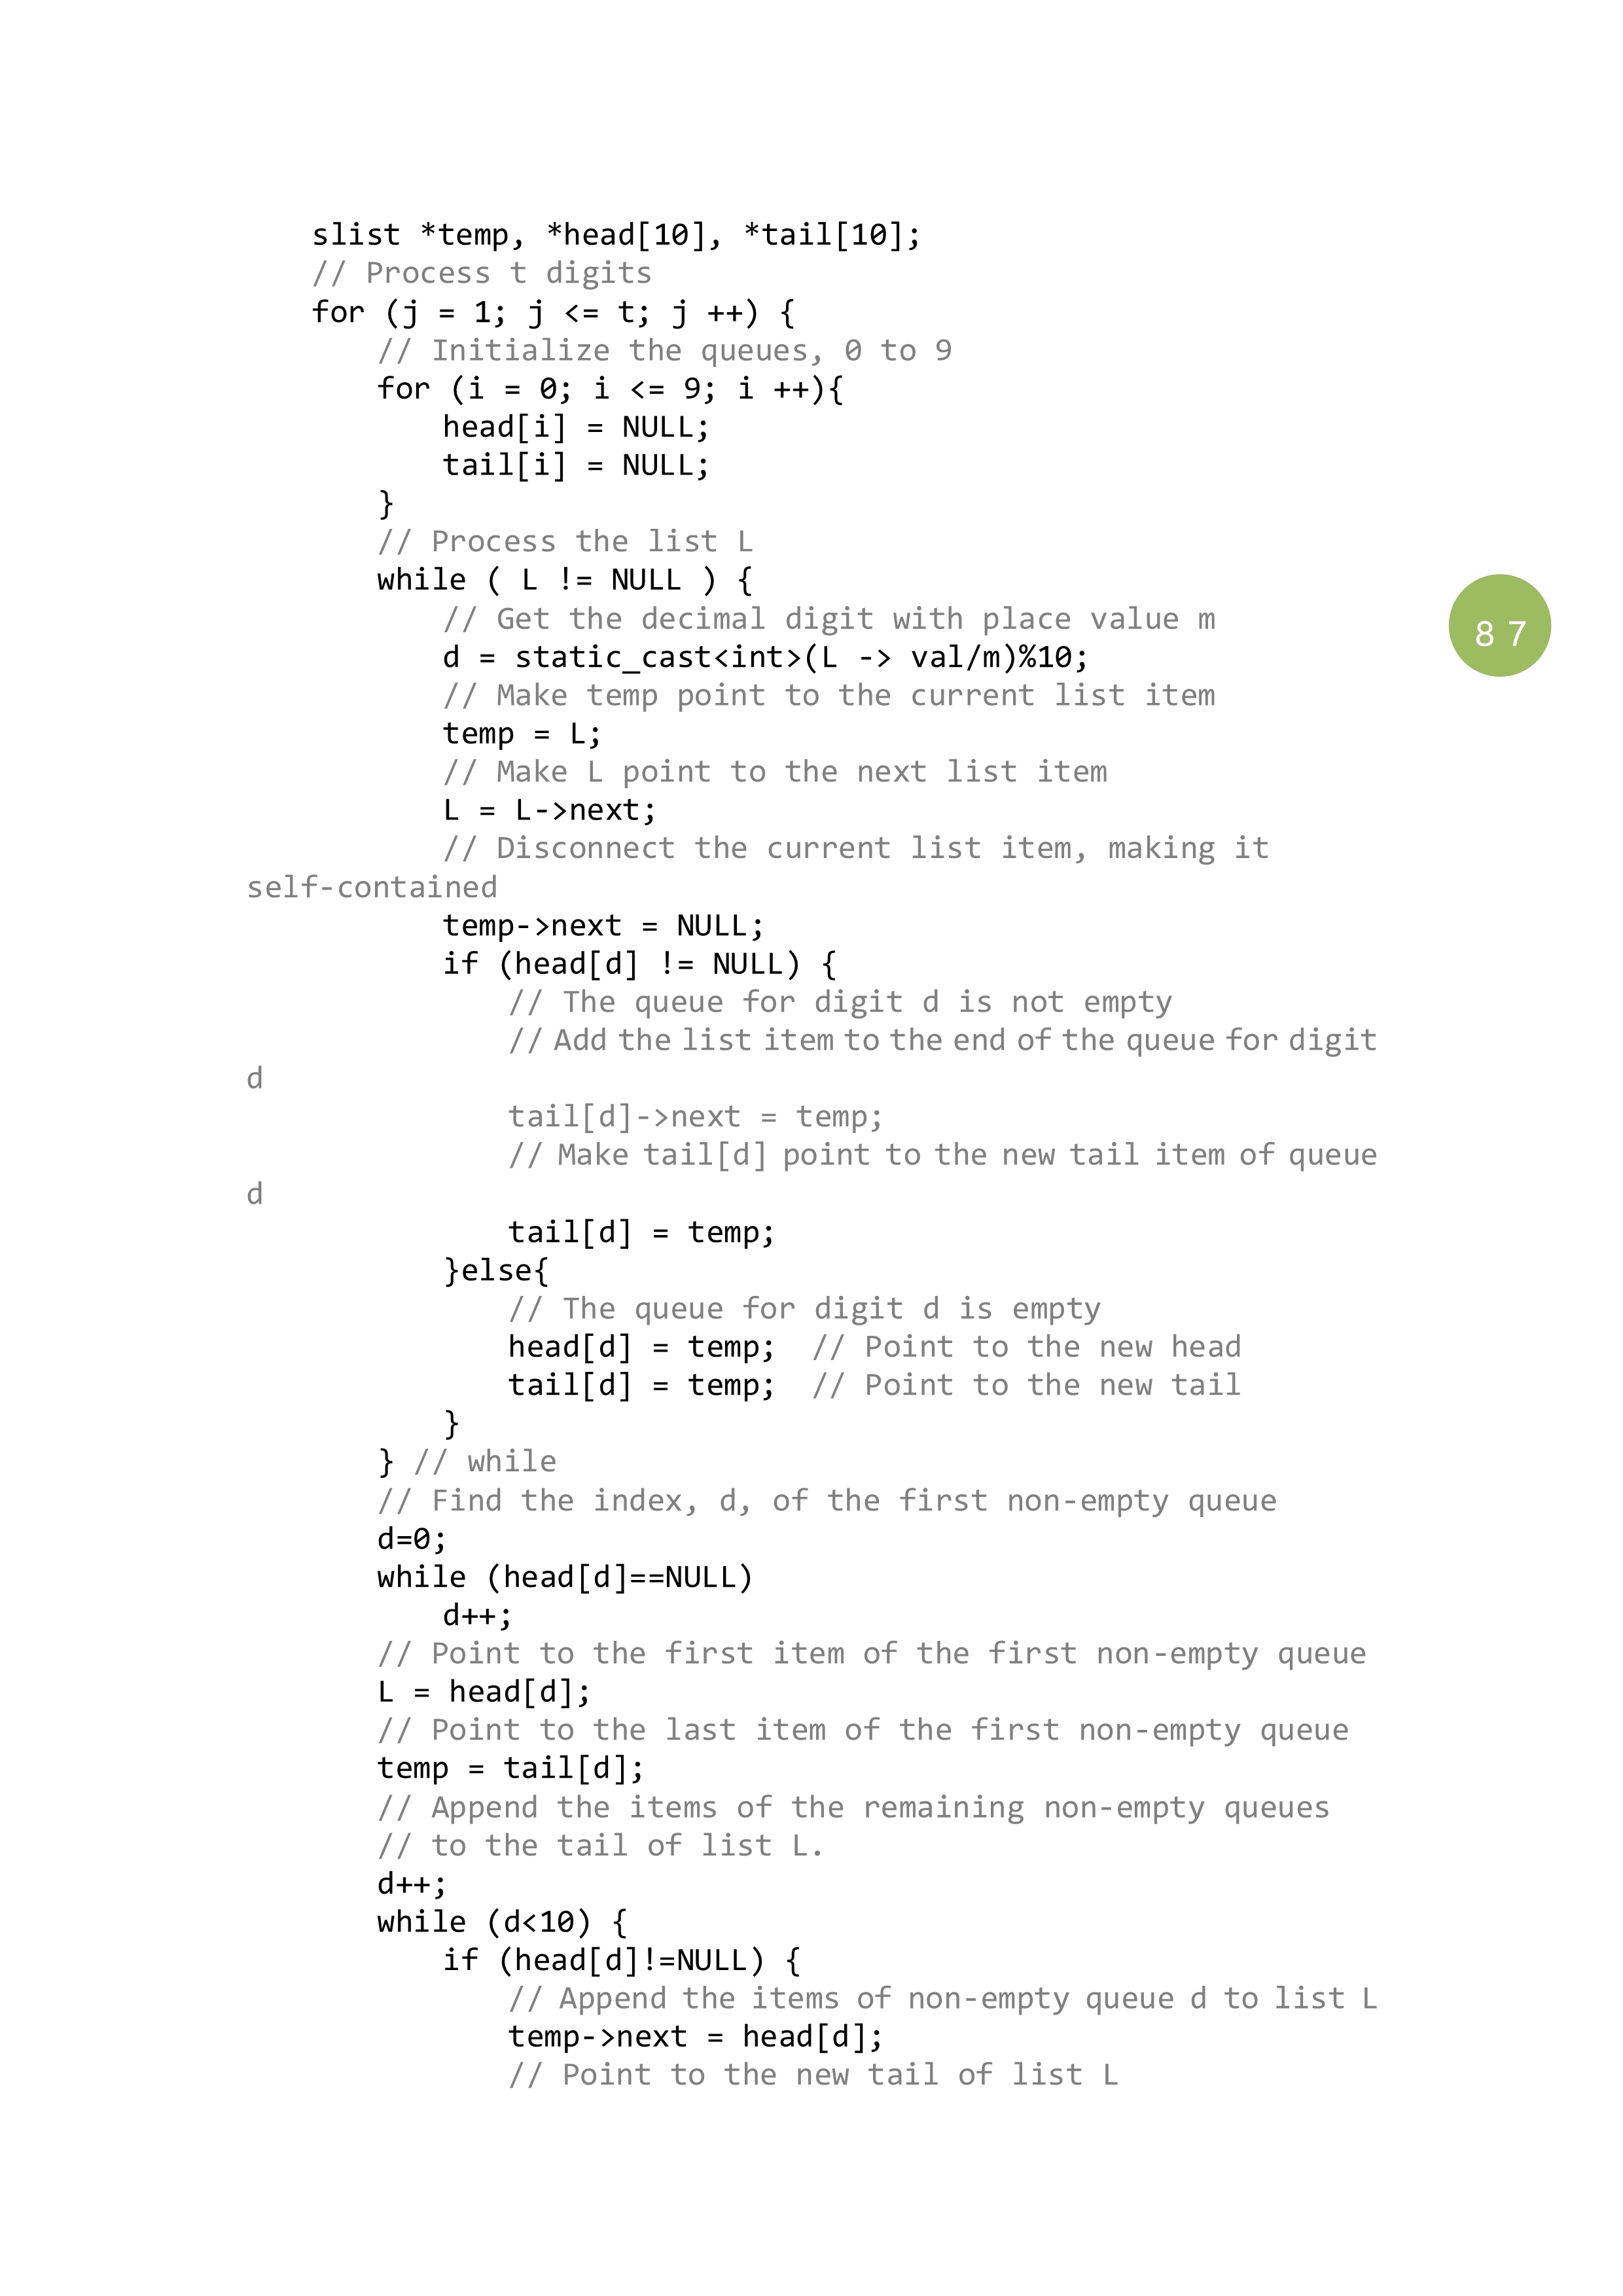 slist *temp, *head[10], *tail[10];
// Process t digits
for (j = 1; j <= t; j ++) {
// Initialize the queues, 0 to 9
for (i = 0; i <= 9; i ++){
head[i] = NULL;
tail[i] = NULL;
}
// Process the list L
while ( L != NULL ) {
// Get the decimal digit with place value m
d = static_cast<int>(L -> val/m)%10;
// Make temp point to the current list item
temp = L;
// Make L point to the next list item
L = L->next;
// Disconnect the current list item, making it
self-contained
temp->next = NULL;
if (head[d] != NULL) {
// The queue for digit d is not empty
// Add the list item to the end of the queue for digit
d
tail[d]->next = temp;
// Make tail[d] point to the new tail item of queue
d
tail[d] = temp;
}else{
// The queue for digit d is empty
head[d] = temp;  // Point to the new head
tail[d] = temp;  // Point to the new tail
}
} // while
// Find the index, d, of the first non-empty queue
d=0;
while (head[d]==NULL)
d++;
// Point to the first item of the first non-empty queue
L = head[d];
// Point to the last item of the first non-empty queue
temp = tail[d];
// Append the items of the remaining non-empty queues
// to the tail of list L.
d++;
while (d<10) {
if (head[d]!=NULL) {
// Append the items of non-empty queue d to list L
temp->next = head[d];
// Point to the new tail of list L
87